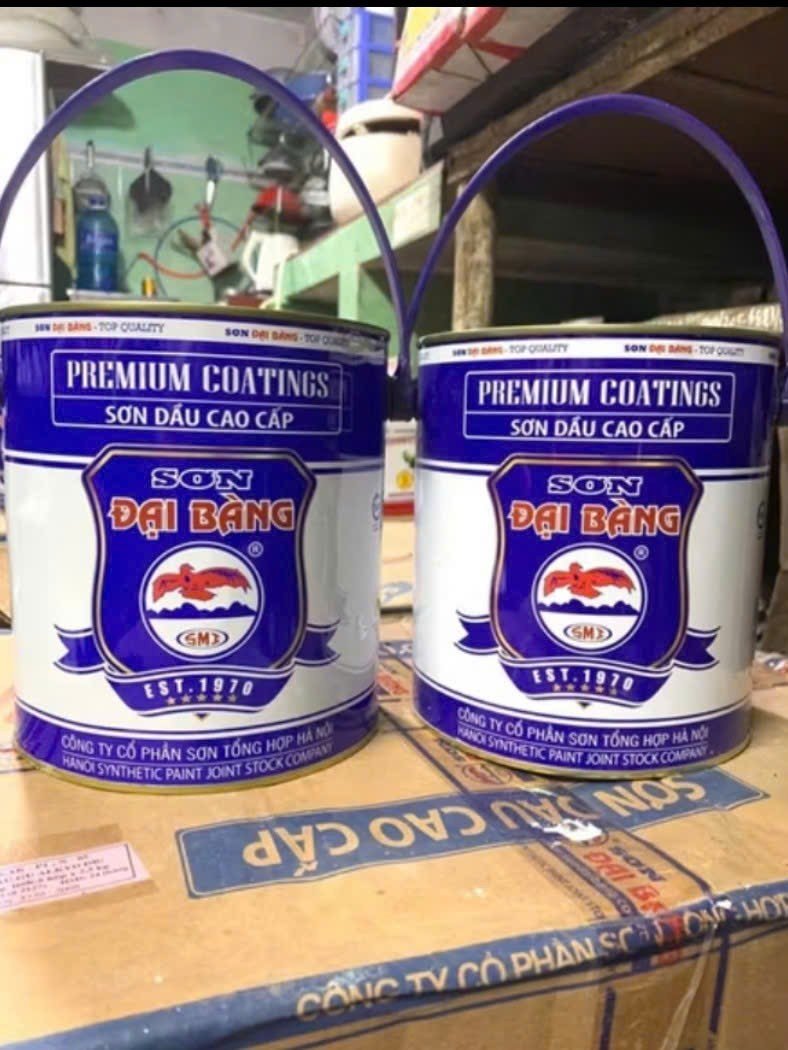 SƠN ĐẠI BÀNG - TOP QUALITY
SƠN ĐẠI BÀNG - TOP QUALITY
PREMIUM COATINGS
SƠN DẦU CAO CẤP
SƠN
ĐẠI BÀNG
®
SMI
EST.1970
CÔNG TY CỔ PHẦN SƠN TỔNG HỢP HÀ NỘI
HANOI SYNTHETIC PAINT JOINT STOCK COMPANY
SƠN ĐẠI BÀNG - TOP QUALITY
SƠN ĐẠI BÀNG - TOP QUALITY
PREMIUM COATINGS
SƠN DẦU CAO CẤP
SƠN
ĐẠI BÀNG
®
SMI
EST.1970
CÔNG TY CỔ PHẦN SƠN TỔNG HỢP HÀ NỘI
HANOI SYNTHETIC PAINT JOINT STOCK COMPANY
SƠN DẦU CAO CẤP
SƠN
ĐẠI BÀNG
CÔNG TY CỔ PHẦN